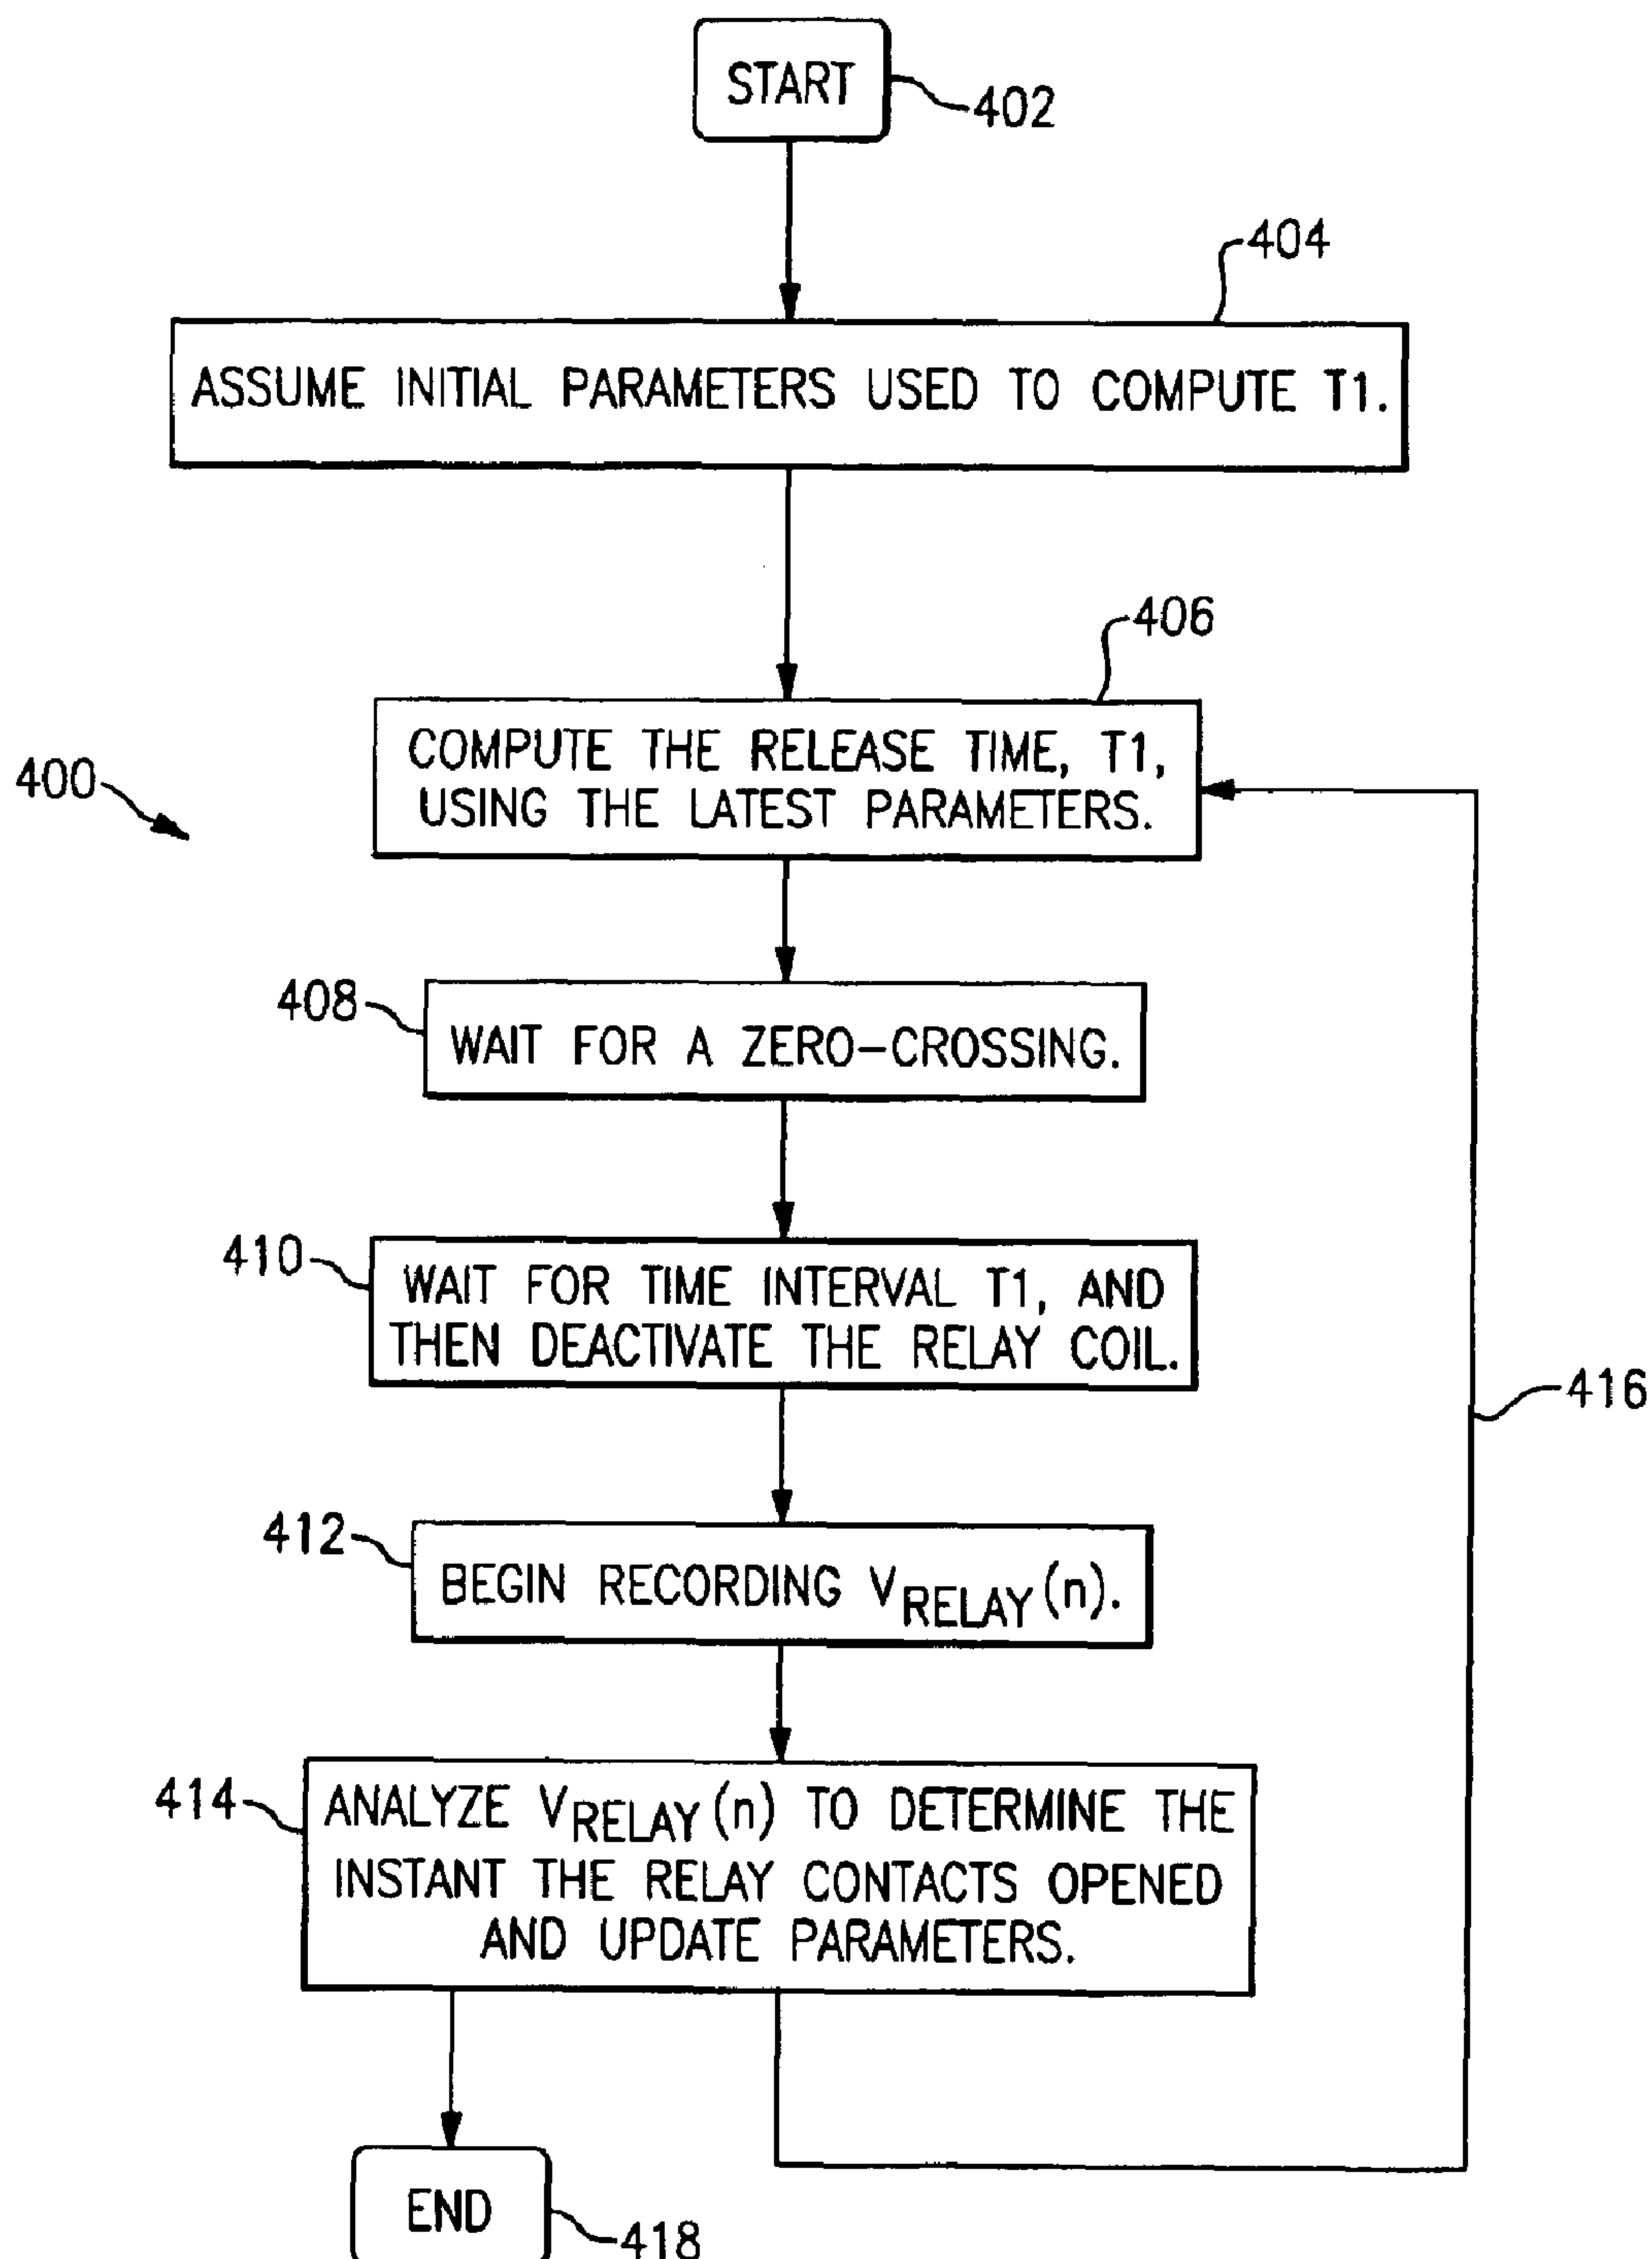 START
402
404
ASSUME INITIAL PARAMETERS USED TO COMPUTE T1.
406
400
COMPUTE THE RELEASE TIME, T1,
USING THE LATEST PARAMETERS.
408
WAIT FOR A ZERO-CROSSING.
410
WAIT FOR TIME INTERVAL T1, AND
THEN DEACTIVATE THE RELAY COIL.
416
412
BEGIN RECORDING VRELAY(n).
414
ANALYZE VRELAY(n) TO DETERMINE THE
INSTANT THE RELAY CONTACTS OPENED
AND UPDATE PARAMETERS.
END
418